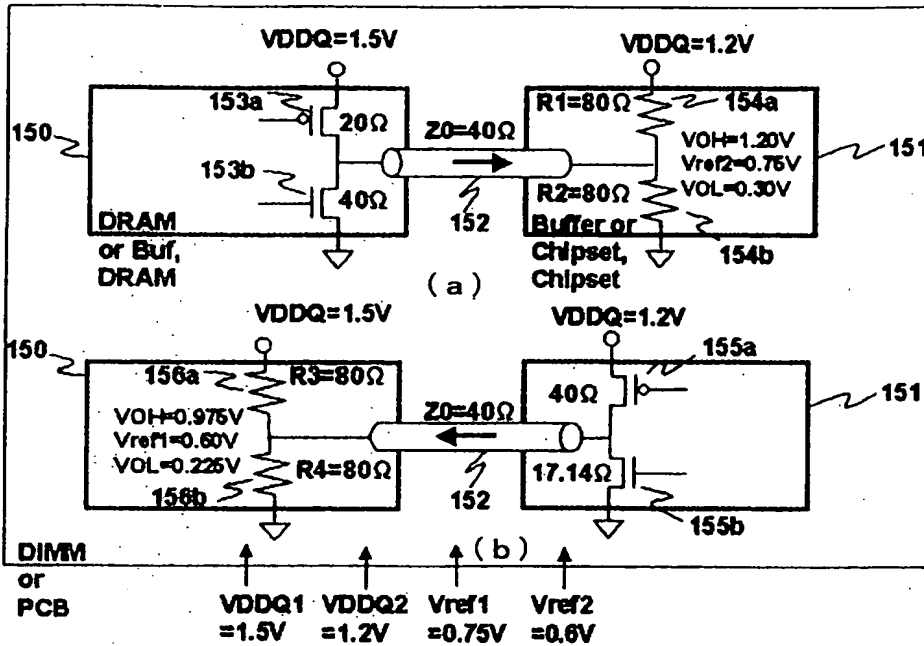 VDDQ=1.5V
VDDQ=1.2V
153a
20Ω
R1=80Ω
154a
150
Z0=40Ω
VOH=1.20V
Vref2=0.75V
VOL=0.30V
151
153b
40Ω
R2=80Ω
152
DRAM
or Buf,
DRAM
Buffer or
Chipset,
Chipset
154b
(a)
VDDQ=1.5V
VDDQ=1.2V
150
156a
R3=80Ω
155a
40Ω
151
VOH=0.975V
Vref1=0.60V
VOL=0.225V
Z0=40Ω
R4=80Ω
17.14Ω
156b
152
155b
(b)
DIMM
or
PCB
VDDQ1
=1.5V
VDDQ2
=1.2V
Vref1
=0.75V
Vref2
=0.6V